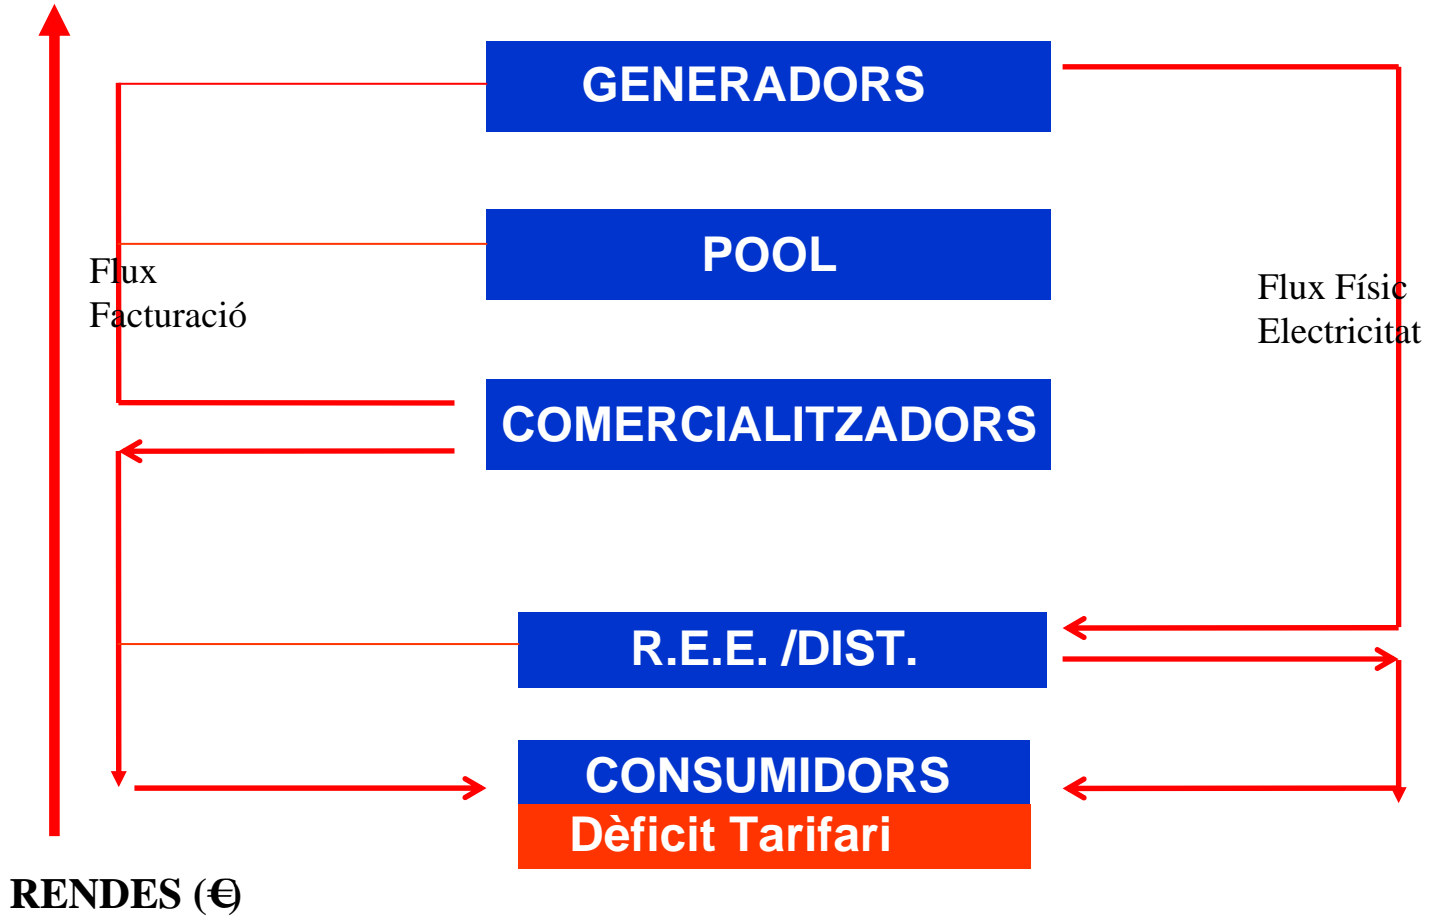 GENERADORS
POOL
Flux
Facturació
Flux Físic
Electricitat
COMERCIALITZADORS
R.E.E. /DIST.
CONSUMIDORS
Dèficit Tarifari
RENDES (€)